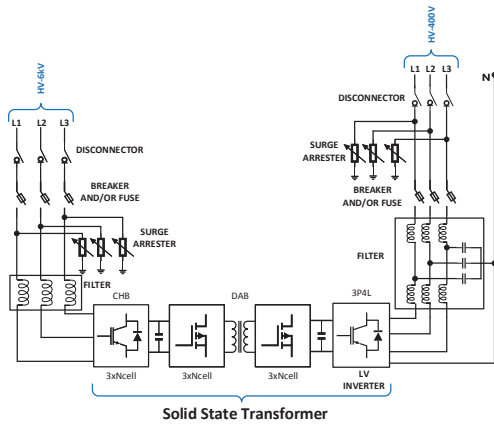 HV-6kV
L1 L2 L3
DISCONNECTOR
BREAKER
AND/OR FUSE
SURGE
ARRESTER
FILTER
HV-400V
L1 L2 L3
N
DISCONNECTOR
SURGE
ARRESTER
BREAKER
AND/OR FUSE
FILTER
CHB
DAB
3P4L
3xNcell
3xNcell
3xNcell
LV
INVERTER
Solid State Transformer